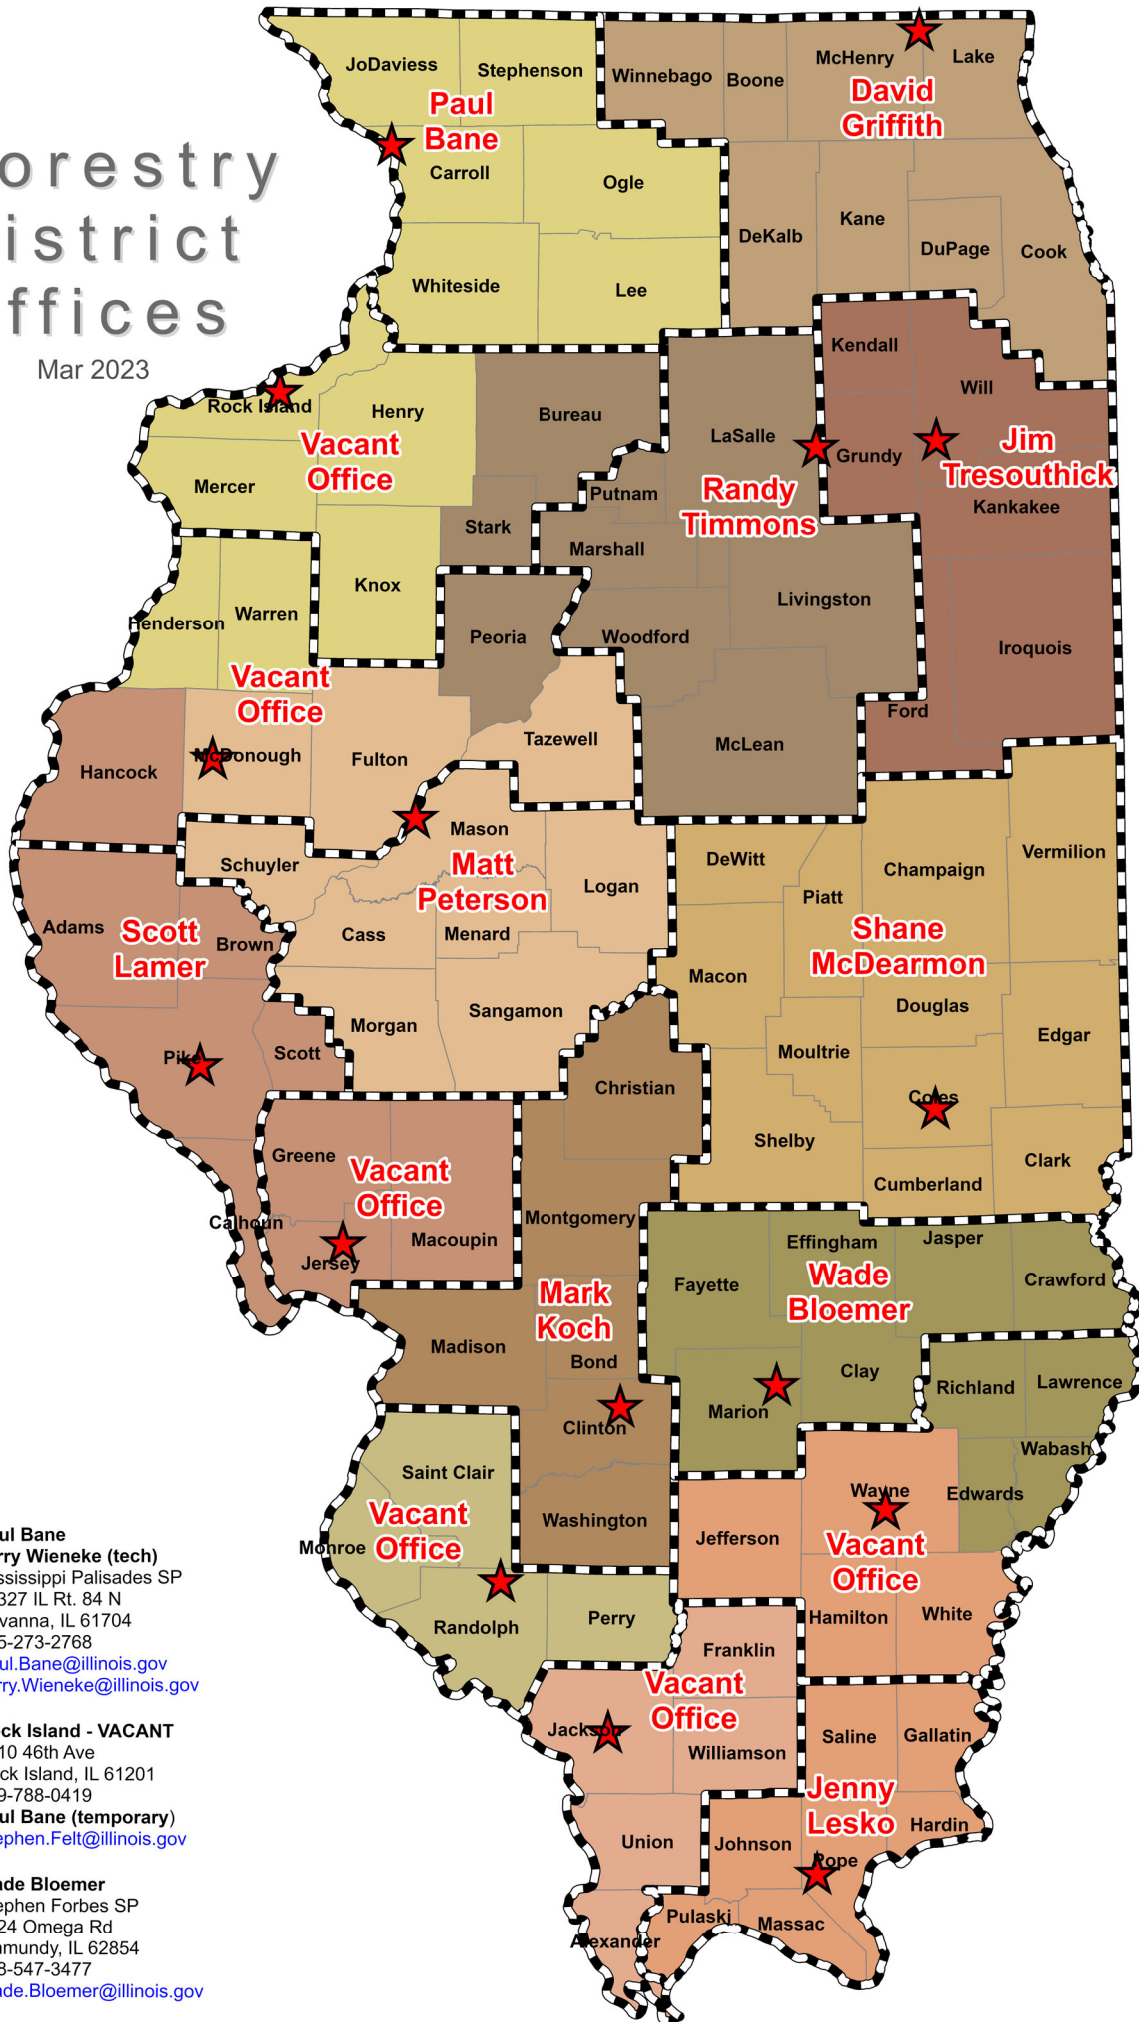 orestry
istrict
ffices
Mar 2023
JoDaviess
Stephenson
Winnebago
Boone
McHenry
Lake
Paul
Bane
David
Griffith
Carroll
Ogle
DeKalb
Kane
DuPage
Cook
Whiteside
Lee
Kendall
Will
Rock Island
Henry
Bureau
LaSalle
Grundy
Jim
Tresouthick
Vacant
Office
Mercer
Putnam
Randy
Timmons
Kankakee
Stark
Marshall
Knox
Livingston
Henderson
Warren
Peoria
Woodford
Iroquois
Vacant
Office
Ford
Hancock
McDonough
Fulton
Tazewell
McLean
Mason
Schuyler
Matt
Peterson
Logan
DeWitt
Piatt
Champaign
Vermilion
Adams
Scott
Lamer
Brown
Cass
Menard
Shane
McDearmon
Macon
Sangamon
Morgan
Douglas
Edgar
Pike
Scott
Moultrie
Christian
Coles
Shelby
Clark
Greene
Vacant
Office
Cumberland
Calhoun
Macoupin
Jersey
Montgomery
Effingham
Jasper
Fayette
Wade
Bloemer
Crawford
Mark
Koch
Madison
Bond
Clay
Richland
Lawrence
Marion
Clinton
Wabash
Saint Clair
Wayne
Edwards
Vacant
Office
Monroe
Washington
Jefferson
Vacant
Office
Randolph
Perry
Hamilton
White
Franklin
Vacant
Office
Jackson
Williamson
Saline
Gallatin
Jenny
Lesko
Union
Johnson
Hardin
Pope
Pulaski
Massac
Alexander
ul Bane
rry Wieneke (tech)
ssissippi Palisades SP
327 IL Rt. 84 N
vanna, IL 61704
5-273-2768
ul.Bane@illinois.gov
rry.Wieneke@illinois.gov
ock Island - VACANT
10 46th Ave
ck Island, IL 61201
9-788-0419
ul Bane (temporary)
ephen.Felt@illinois.gov
ade Bloemer
ephen Forbes SP
24 Omega Rd
nmundy, IL 62854
8-547-3477
ade.Bloemer@illinois.gov